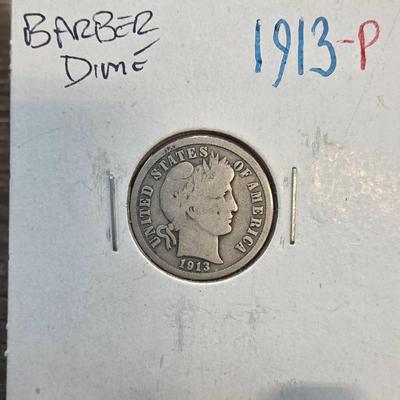 BARBER
DIME
1913-P
UNITED STATES OF AMERICA
1913